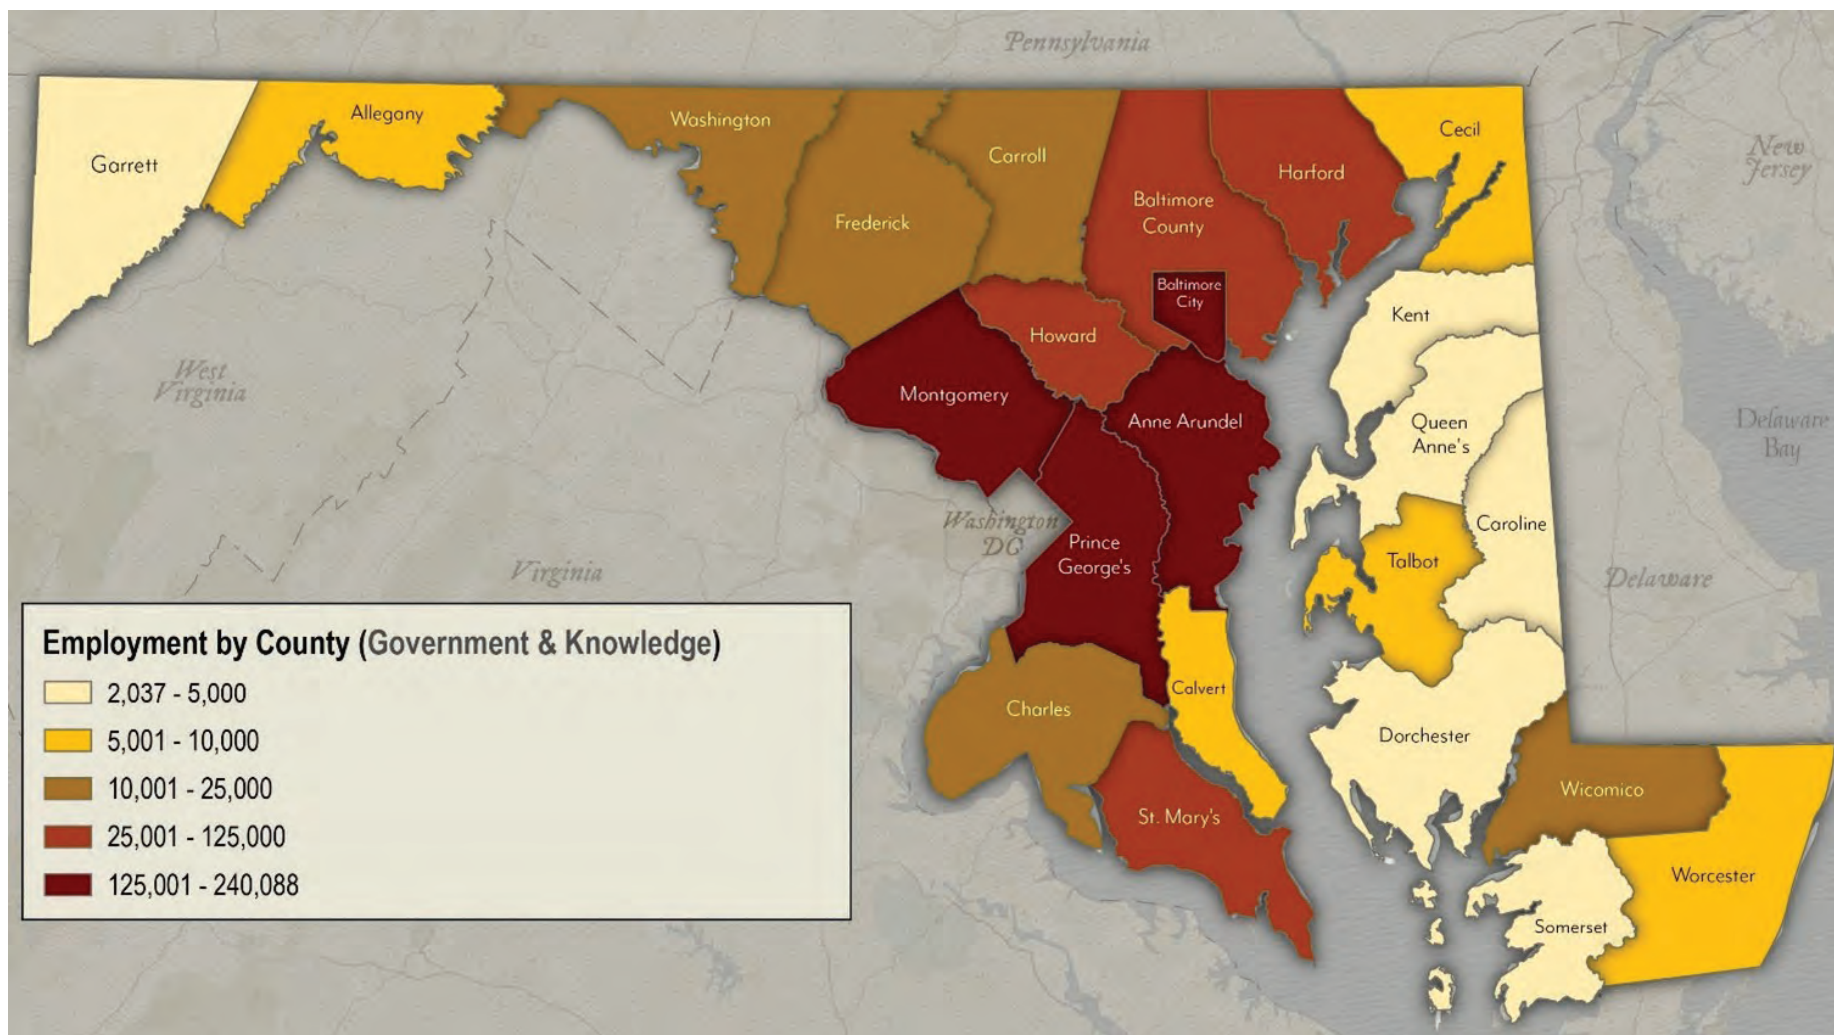 Pennsylvania
Garrett
Allegany
Washington
Frederick
Carroll
Baltimore
County
Harford
Cecil
New
Jersey
Baltimore
City
Howard
Kent
West
Virginia
Montgomery
Anne Arundel
Queen
Anne's
Delaware
Bay
Washington
DC
Prince
George's
Caroline
Talbot
Virginia
Delaware
Calvert
Charles
Dorchester
St. Mary's
Wicomico
Worcester
Somerset
Employment by County (Government & Knowledge)
2,037 - 5,000
5,001 - 10,000
10,001 - 25,000
25,001 - 125,000
125,001 - 240,088